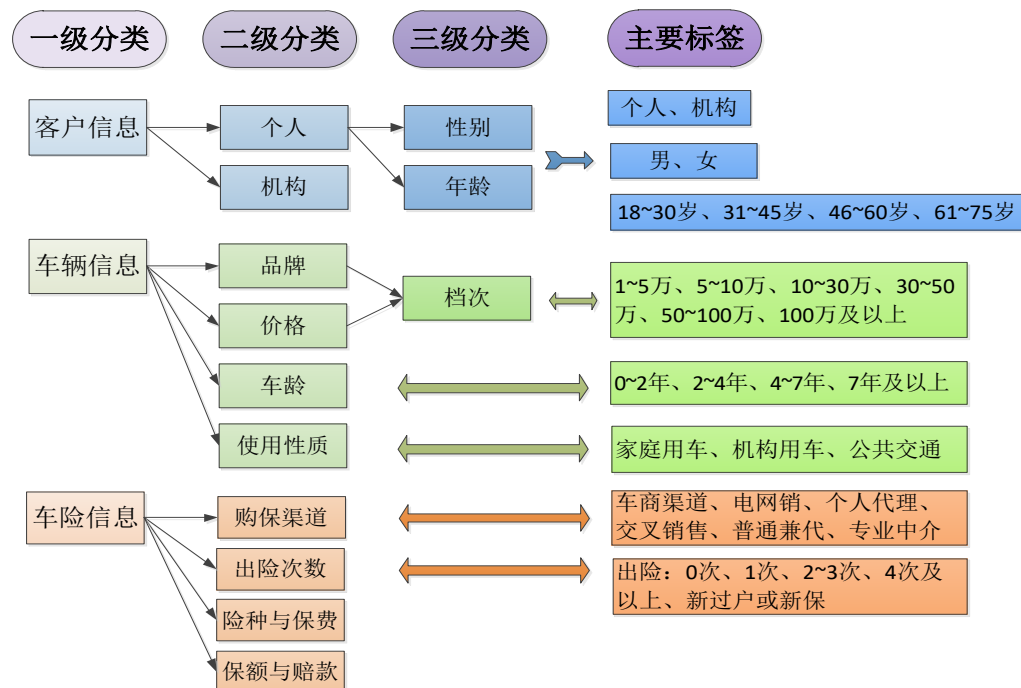 一级分类
二级分类
三级分类
主要标签
客户信息
个人
性别
个人、机构
机构
年龄
男、女
18~30岁、31~45岁、46~60岁、61~75岁
车辆信息
品牌
价格
档次
1~5万、5~10万、10~30万、30~50
万、50~100万、100万及以上
车龄
0~2年、2~4年、4~7年、7年及以上
使用性质
家庭用车、机构用车、公共交通
车险信息
购保渠道
车商渠道、电网销、个人代理、
交叉销售、普通兼代、专业中介
出险次数
出险：0次、1次、2~3次、4次及
以上、新过户或新保
险种与保费
保额与赔款